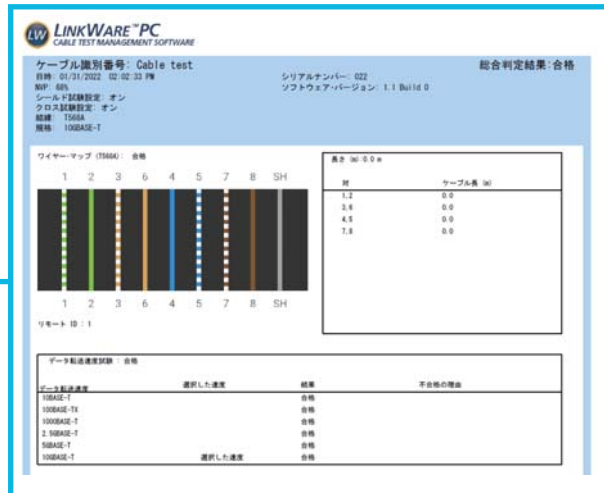 LW LINKWARE™PC
CABLE TEST MANAGEMENT SOFTWARE
ケーブル識別番号: Cable test
総合判定結果:合格
日時: 01/31/2022 02:02:33 PM
シリアルナンバー: 022
NVP: 68%
ソフトウェア・バージョン: 1.1 Build 0
シールド試験設定: オン
クロス試験設定: オン
結線: T568A
規格: 10GBASE-T
ワイヤーマップ (T568A): 合格
1 2 3 6 4 5 7 8 SH
1 2 3 6 4 5 7 8 SH
リモート ID : 1
長さ (m):0.0 m
対 ケーブル長 (m)
1,2 0.0
3,6 0.0
4,5 0.0
7,8 0.0
データ転送速度試験 : 合格
データ転送速度 選択した速度 結果 不合格の理由
10BASE-T 合格
100BASE-TX 合格
1000BASE-T 合格
2.5GBASE-T 合格
5GBASE-T 合格
10GBASE-T 選択した速度 合格